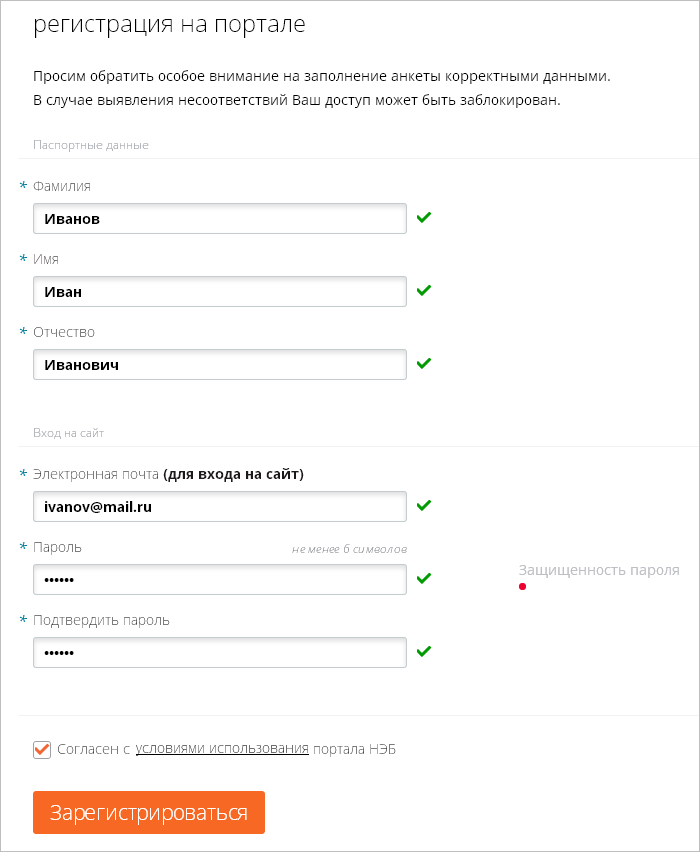 регистрация на портале
Просим обратить особое внимание на заполнение анкеты корректными данными.
В случае выявления несоответствий Ваш доступ может быть заблокирован.
Паспортные данные
* Фамилия
Иванов
* Имя
Иван
* Отчество
Иванович
Вход на сайт
* Электронная почта (для входа на сайт)
ivanov@mail.ru
* Пароль не менее 6 символов
••••••
Защищенность пароля
* Подтвердить пароль
••••••
Согласен с условиями использования портала НЭБ
Зарегистрироваться